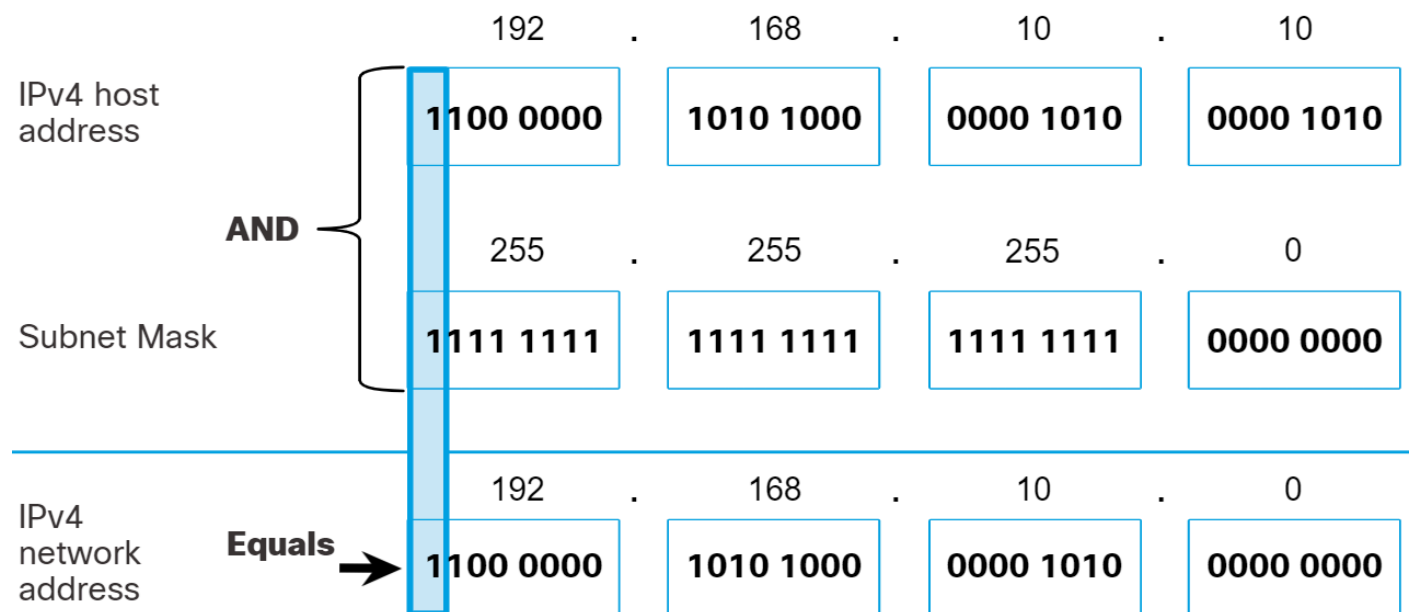 192 . 168 . 10 . 10
IPv4 host
address
1100 0000 1010 1000 0000 1010 0000 1010
AND
255 . 255 . 255 . 0
Subnet Mask
1111 1111 1111 1111 1111 1111 0000 0000
192 . 168 . 10 . 0
IPv4
network
address
Equals
1100 0000 1010 1000 0000 1010 0000 0000